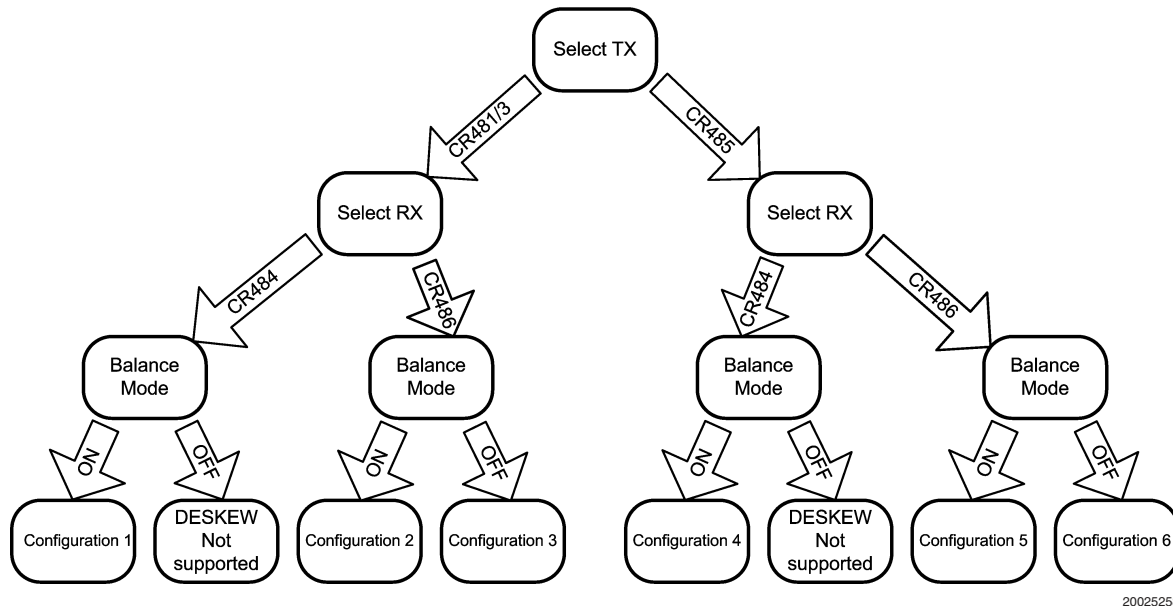 Select TX
CR481/3
CR485
Select RX
Select RX
CR484
CR486
CR484
CR486
Balance
Mode
Balance
Mode
Balance
Mode
Balance
Mode
ON
OFF
ON
OFF
ON
OFF
ON
OFF
Configuration 1
DESKEW
Not
supported
Configuration 2
Configuration 3
Configuration 4
DESKEW
Not
supported
Configuration 5
Configuration 6
2002525